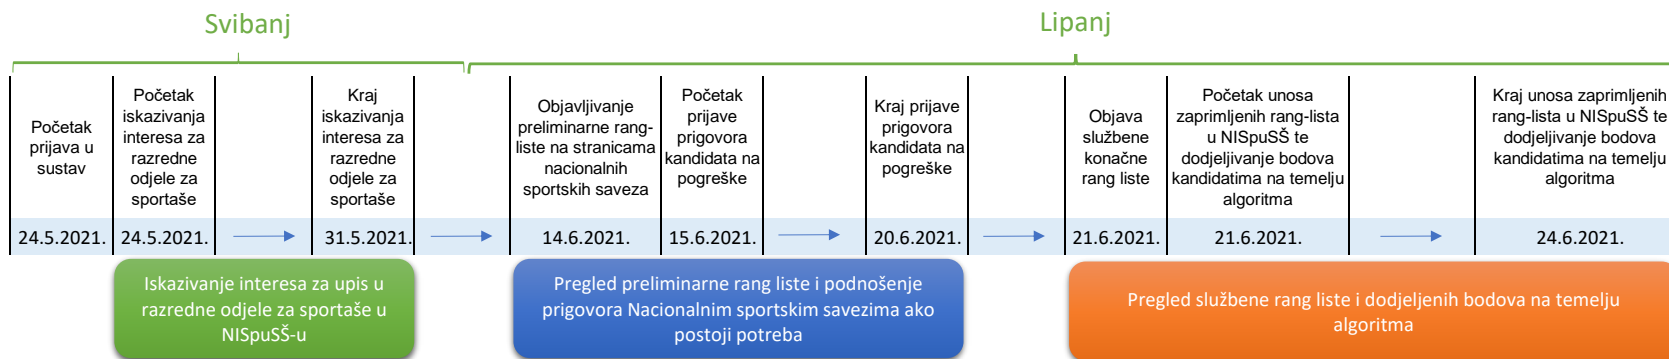 Svibanj
Lipanj
Početak
prijava u
sustav
Početak
iskazivanja
interesa za
razredne
odjele za
sportaše
Kraj
iskazivanja
interesa za
razredne
odjele za
sportaše
Objavljivanje
preliminarne rang-
liste na stranicama
nacionalnih
sportskih saveza
Početak
prijave
prigovora
kandidata na
pogreške
Kraj prijave
prigovora
kandidata na
pogreške
Objava
službene
konačne
rang liste
Početak unosa
zaprimljenih rang-lista
u NISpuSŠ te
dodjeljivanje bodova
kandidatima na temelju
algoritma
Kraj unosa zaprimljenih
rang-lista u NISpuSŠ te
dodjeljivanje bodova
kandidatima na temelju
algoritma
24.5.2021.
24.5.2021.
31.5.2021.
14.6.2021.
15.6.2021.
20.6.2021.
21.6.2021.
21.6.2021.
24.6.2021.
Iskazivanje interesa za upis u
razredne odjele za sportaše u
NISpuSŠ-u
Pregled preliminarne rang liste i podnošenje
prigovora Nacionalnim sportskim savezima ako
postoji potreba
Pregled službene rang liste i dodjeljenih bodova na temelju
algoritma